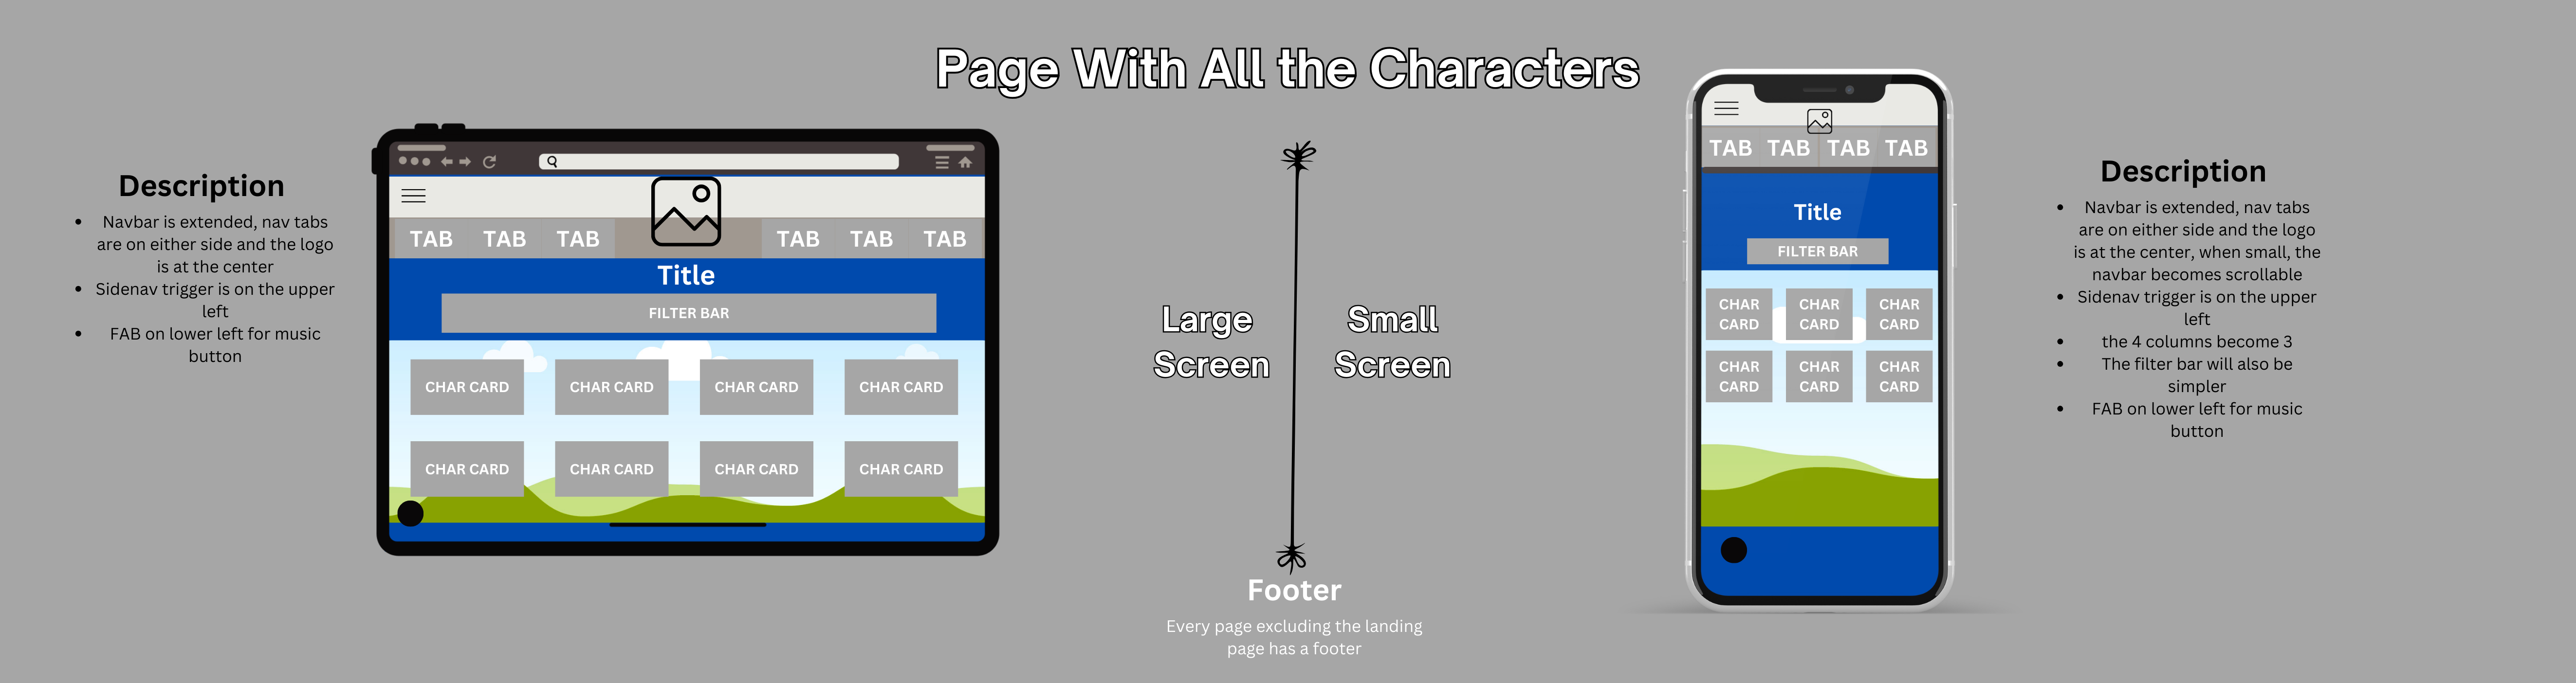 Page With All the Characters
Description
Navbar is extended, nav tabs
are on either side and the logo
is at the center
Sidenav trigger is on the upper
left
FAB on lower left for music
button
TAB TAB TAB TAB TAB TAB
Title
FILTER BAR
CHAR CARD CHAR CARD CHAR CARD CHAR CARD
CHAR CARD CHAR CARD CHAR CARD CHAR CARD
Large
Screen
Small
Screen
Footer
Every page excluding the landing
page has a footer
TAB TAB TAB TAB
Title
FILTER BAR
CHAR CHAR CHAR
CARD CARD CARD
CHAR CHAR CHAR
CARD CARD CARD
Description
Navbar is extended, nav tabs
are on either side and the logo
is at the center, when small, the
navbar becomes scrollable
Sidenav trigger is on the upper
left
the 4 columns become 3
The filter bar will also be
simpler
FAB on lower left for music
button